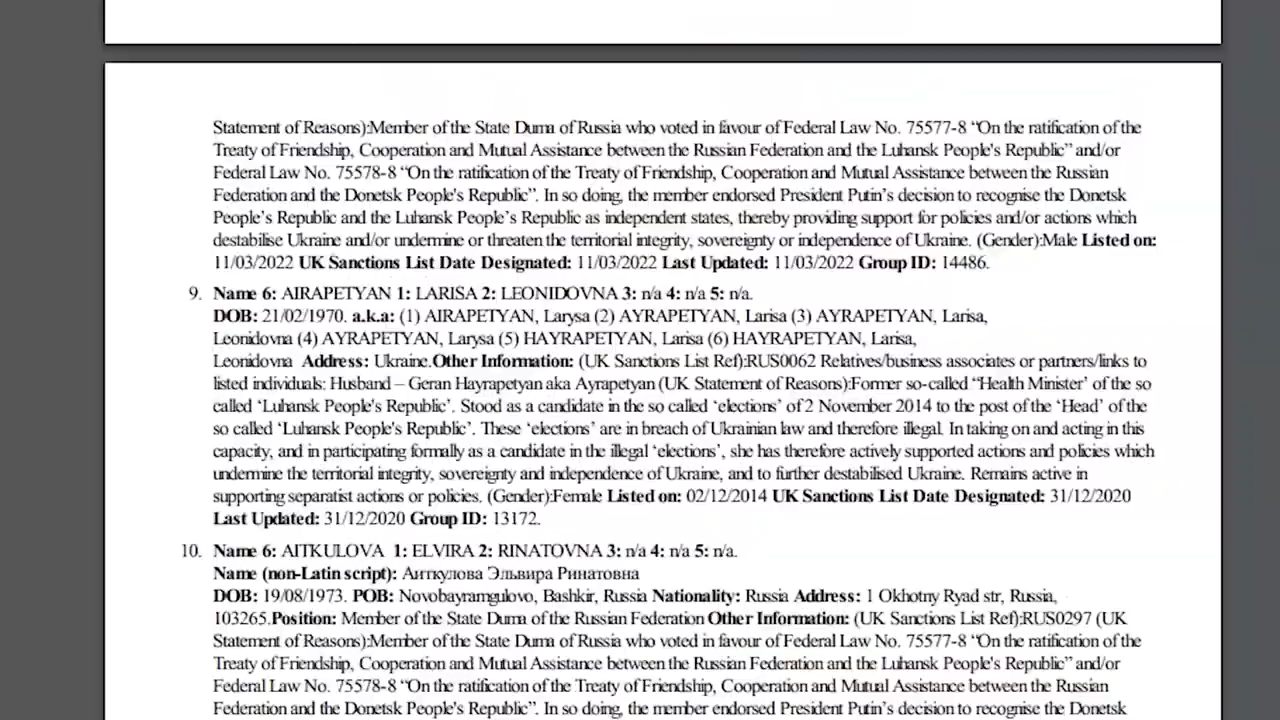 Statement of Reasons):Member of the State Duma of Russia who voted in favour of Federal Law No. 75577-8 “On the ratification of the
Treaty of Friendship, Cooperation and Mutual Assistance between the Russian Federation and the Luhansk People's Republic” and/or
Federal Law No. 75578-8 “On the ratification of the Treaty of Friendship, Cooperation and Mutual Assistance between the Russian
Federation and the Donetsk People's Republic”. In so doing, the member endorsed President Putin’s decision to recognise the Donetsk
People’s Republic and the Luhansk People’s Republic as independent states, thereby providing support for policies and/or actions which
destabilise Ukraine and/or undermine or threaten the territorial integrity, sovereignty or independence of Ukraine. (Gender):Male Listed on:
11/03/2022 UK Sanctions List Date Designated: 11/03/2022 Last Updated: 11/03/2022 Group ID: 14486.
9. Name 6: AIRAPETYAN 1: LARISA 2: LEONIDOVNA 3: n/a 4: n/a 5: n/a.
DOB: 21/02/1970. a.k.a: (1) AIRAPETYAN, Larysa (2) AYRAPETYAN, Larisa (3) AYRAPETYAN, Larisa,
Leonidovna (4) AYRAPETYAN, Larysa (5) HAYRAPETYAN, Larisa (6) HAYRAPETYAN, Larisa,
Leonidovna Address: Ukraine.Other Information: (UK Sanctions List Ref):RUS0062 Relatives/business associates or partners/links to
listed individuals: Husband – Geran Hayrapetyan aka Ayrapetyan (UK Statement of Reasons):Former so-called “Health Minister’ of the so
called ‘Luhansk People's Republic’. Stood as a candidate in the so called ‘elections’ of 2 November 2014 to the post of the ‘Head’ of the
so called ‘Luhansk People's Republic’. These ‘elections’ are in breach of Ukrainian law and therefore illegal. In taking on and acting in this
capacity, and in participating formally as a candidate in the illegal ‘elections’, she has therefore actively supported actions and policies which
undermine the territorial integrity, sovereignty and independence of Ukraine, and to further destabilised Ukraine. Remains active in
supporting separatist actions or policies. (Gender):Female Listed on: 02/12/2014 UK Sanctions List Date Designated: 31/12/2020
Last Updated: 31/12/2020 Group ID: 13172.
10. Name 6: AITKULOVA 1: ELVIRA 2: RINATOVNA 3: n/a 4: n/a 5: n/a.
Name (non-Latin script): Аиткулова Эльвира Ринатовна
DOB: 19/08/1973. POB: Novobayramgulovo, Bashkir, Russia Nationality: Russia Address: 1 Okhotny Ryad str, Russia,
103265.Position: Member of the State Duma of the Russian Federation Other Information: (UK Sanctions List Ref):RUS0297 (UK
Statement of Reasons):Member of the State Duma of Russia who voted in favour of Federal Law No. 75577-8 “On the ratification of the
Treaty of Friendship, Cooperation and Mutual Assistance between the Russian Federation and the Luhansk People's Republic” and/or
Federal Law No. 75578-8 “On the ratification of the Treaty of Friendship, Cooperation and Mutual Assistance between the Russian
Federation and the Donetsk People's Republic”. In so doing, the member endorsed President Putin’s decision to recognise the Donetsk